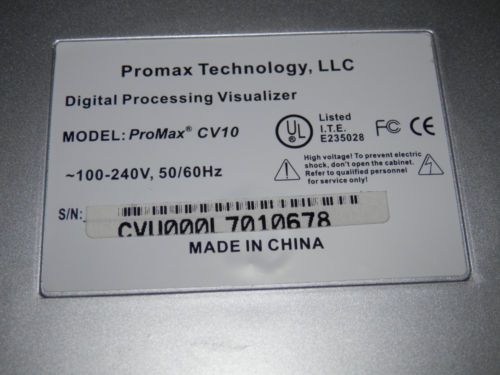 Promax Technology, LLC
Digital Processing Visualizer
MODEL: ProMax® CV10
UL
Listed
I.T.E.
E235028
FC CE
~100-240V, 50/60Hz
High voltage! To prevent electric
shock, don't open the cabinet.
Refer to qualified personnel
for service only!
S/N:
CVU000L7010678
MADE IN CHINA